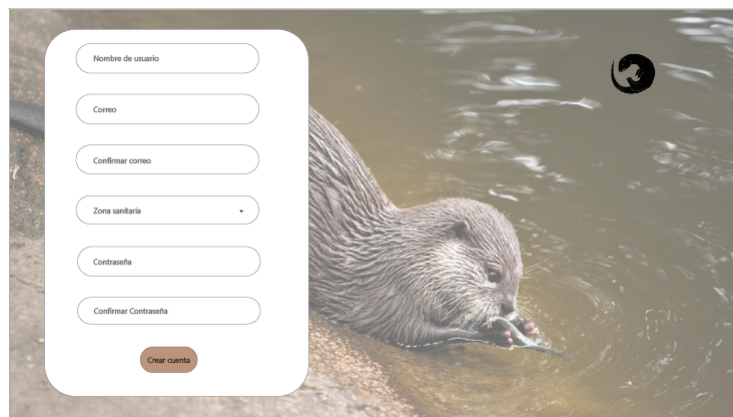 Nombre de usuario
Correo
Confirmar correo
Zona sanitaria
Contraseña
Confirmar Contraseña
Crear cuenta